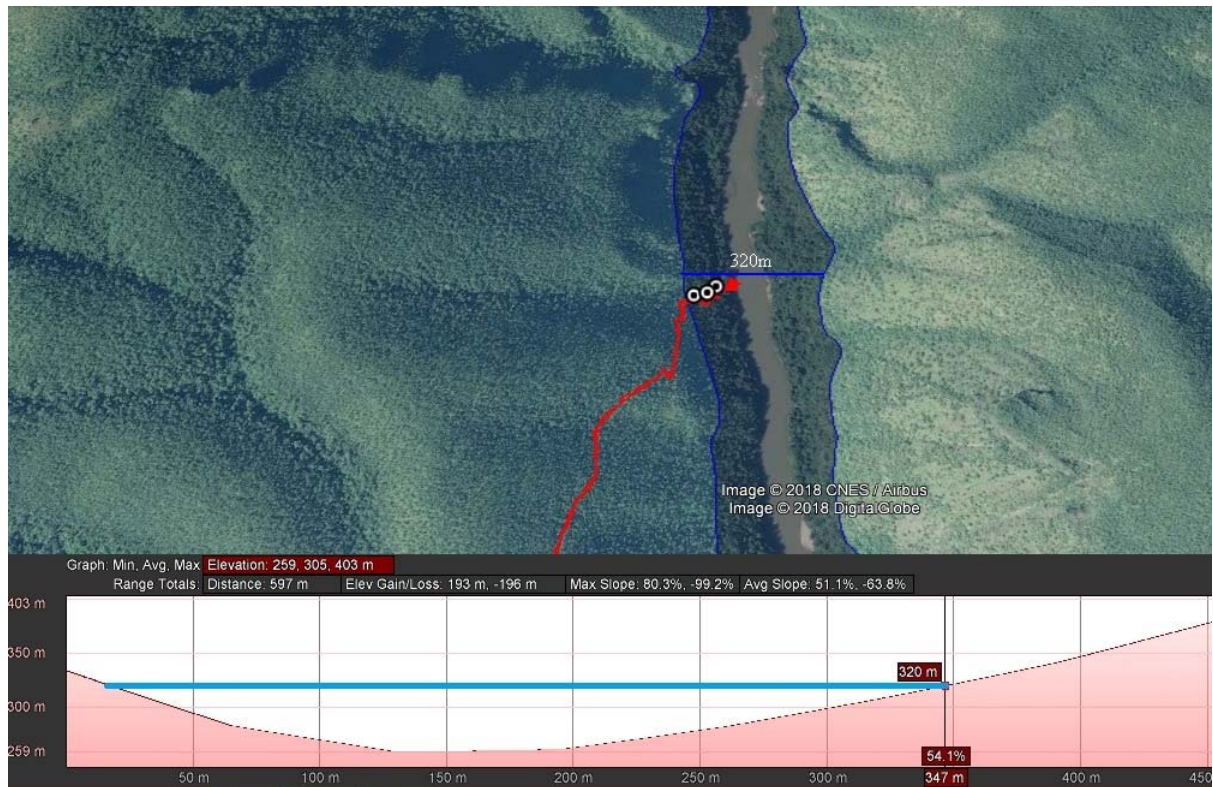 320m
Image © 2018 CNES / Airbus
Image © 2018 DigitalGlobe
Graph: Min, Avg, Max Elevation: 259, 305, 403 m
Range Totals: Distance: 597 m Elev Gain/Loss: 193 m, -196 m Max Slope: 80.3%, -99.2% Avg Slope: 51.1%, -63.8%
403 m
350 m
320 m
300 m
259 m
54.1%
50 m 100 m 150 m 200 m 250 m 300 m 347 m 400 m 450